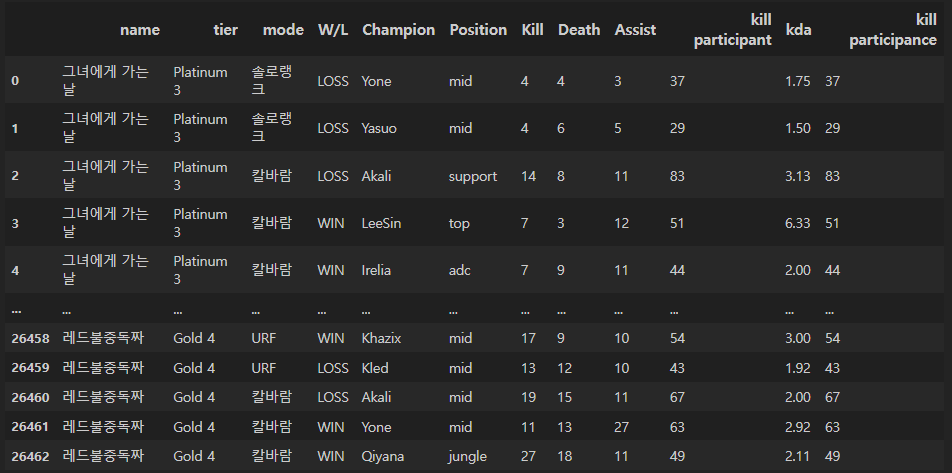 name tier mode W/L Champion Position Kill Death Assist kill participant kda kill participance
0 그녀에게 가는 날 Platinum 3 솔로랭크 LOSS Yone mid 4 4 3 37 1.75 37
1 그녀에게 가는 날 Platinum 3 솔로랭크 LOSS Yasuo mid 4 6 5 29 1.50 29
2 그녀에게 가는 날 Platinum 3 칼바람 LOSS Akali support 14 8 11 83 3.13 83
3 그녀에게 가는 날 Platinum 3 칼바람 WIN LeeSin top 7 3 12 51 6.33 51
4 그녀에게 가는 날 Platinum 3 칼바람 WIN Irelia adc 7 9 11 44 2.00 44
... ... ... ... ... ... ... ... ... ... ... ... ...
26458 레드불중독짜 Gold 4 URF WIN Khazix mid 17 9 10 54 3.00 54
26459 레드불중독짜 Gold 4 URF LOSS Kled mid 13 12 10 43 1.92 43
26460 레드불중독짜 Gold 4 칼바람 LOSS Akali mid 19 15 11 67 2.00 67
26461 레드불중독짜 Gold 4 칼바람 WIN Yone mid 11 13 27 63 2.92 63
26462 레드불중독짜 Gold 4 칼바람 WIN Qiyana jungle 27 18 11 49 2.11 49